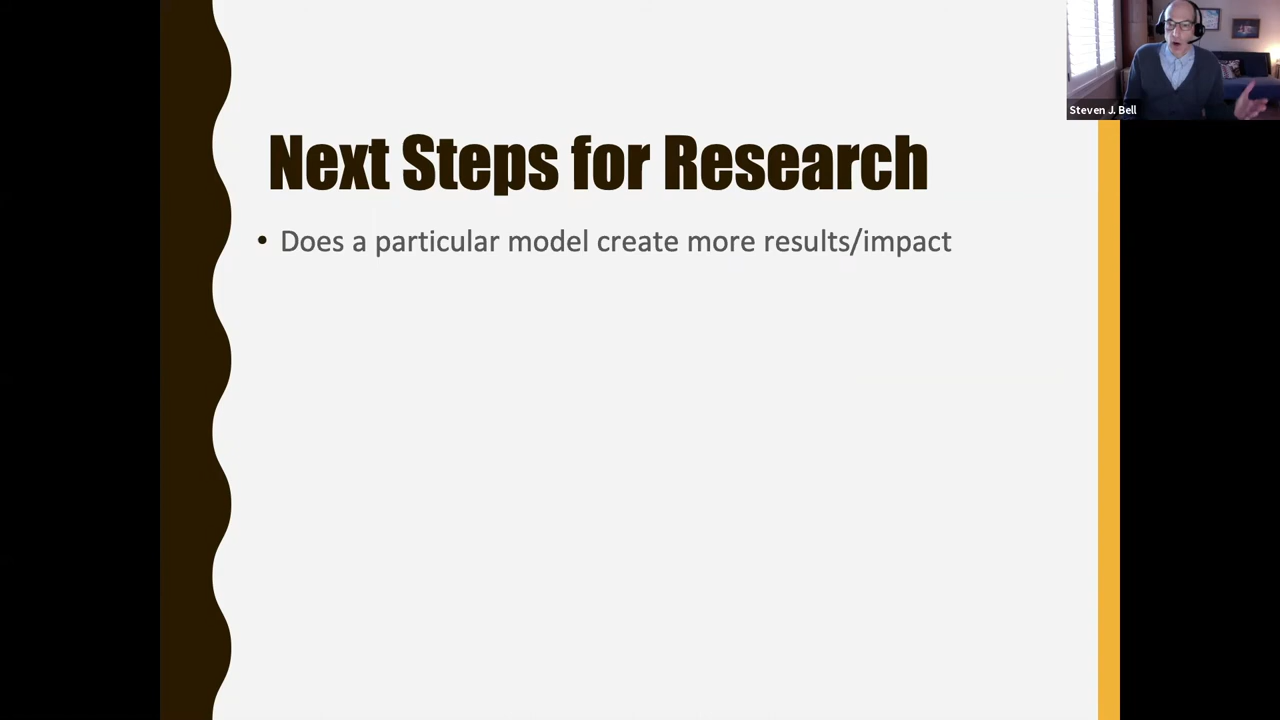 Steven J. Bell
Next Steps for Research
• Does a particular model create more results/impact